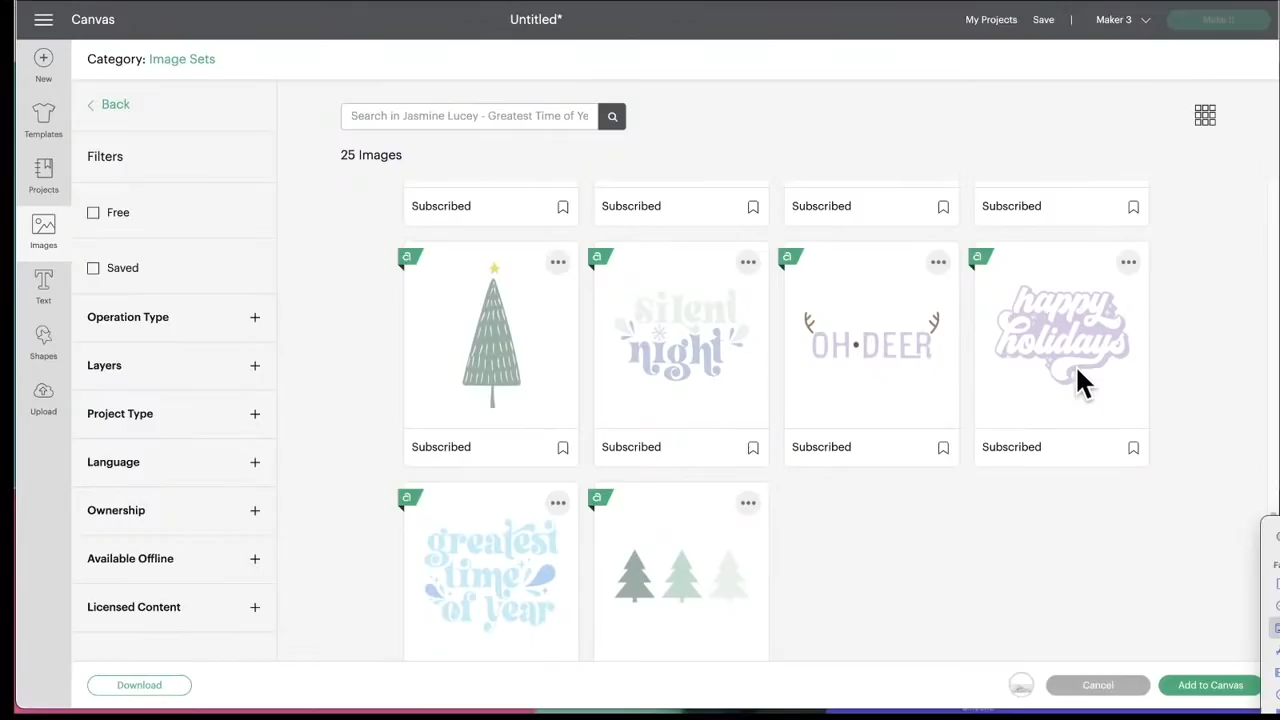 Canvas
Untitled*
My Projects
Save
|
Maker 3
Make It
New
Templates
Projects
Images
Text
Shapes
Upload
Category: Image Sets
Back
Filters
Free
Saved
Operation Type
Layers
Project Type
Language
Ownership
Available Offline
Licensed Content
Download
Search in Jasmine Lucey - Greatest Time of Ye
25 Images
Subscribed
Subscribed
Subscribed
Subscribed
silent
night
OH•DEER
happy
holidays
Subscribed
Subscribed
Subscribed
Subscribed
greatest
time
of year
Cancel
Add to Canvas